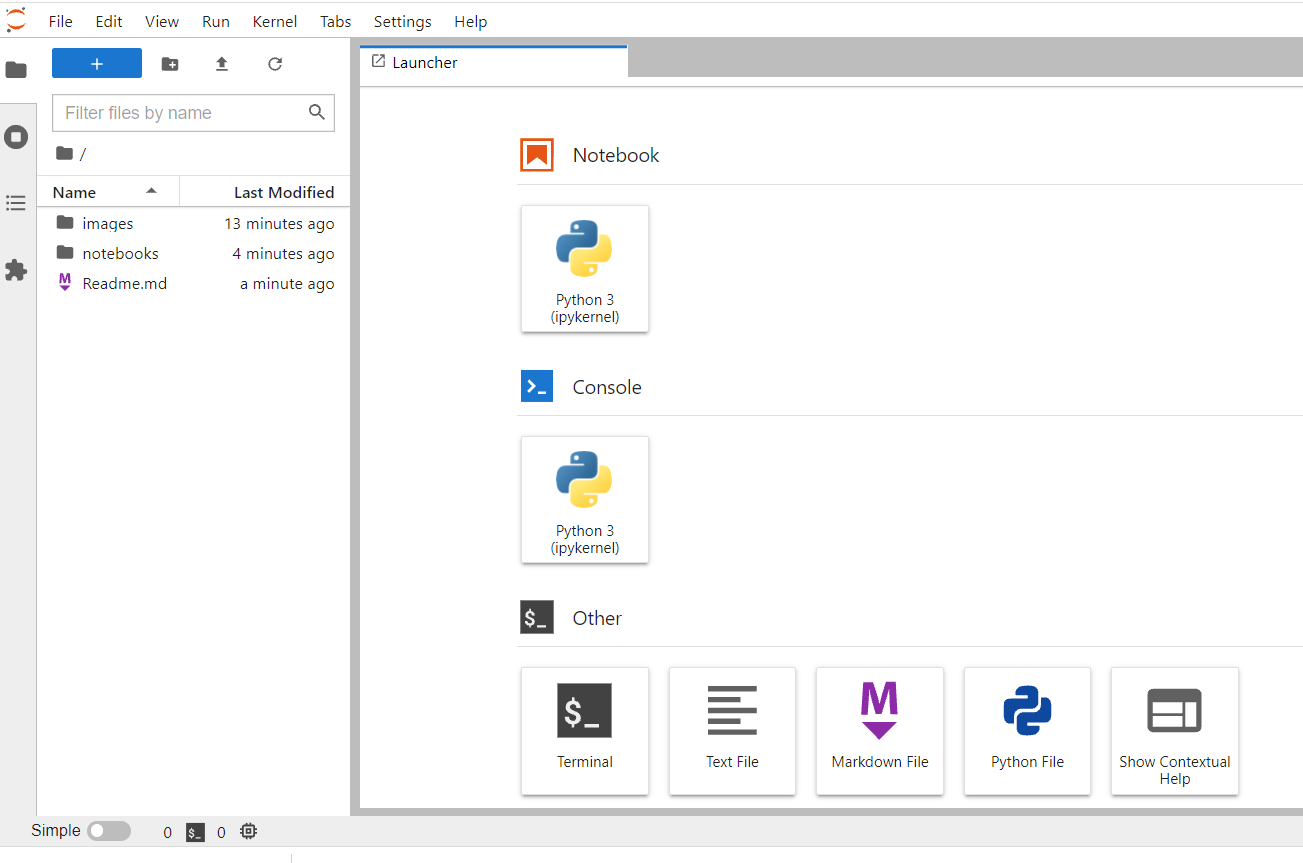 File Edit View Run Kernel Tabs Settings Help
+
Filter files by name
/
Name Last Modified
images 13 minutes ago
notebooks 4 minutes ago
M Readme.md a minute ago
Launcher
Notebook
Python 3
(ipykernel)
>_ Console
Python 3
(ipykernel)
$_ Other
$_
Terminal
Text File
M
Markdown File
Python File
Show Contextual
Help
Simple 0 $_ 0